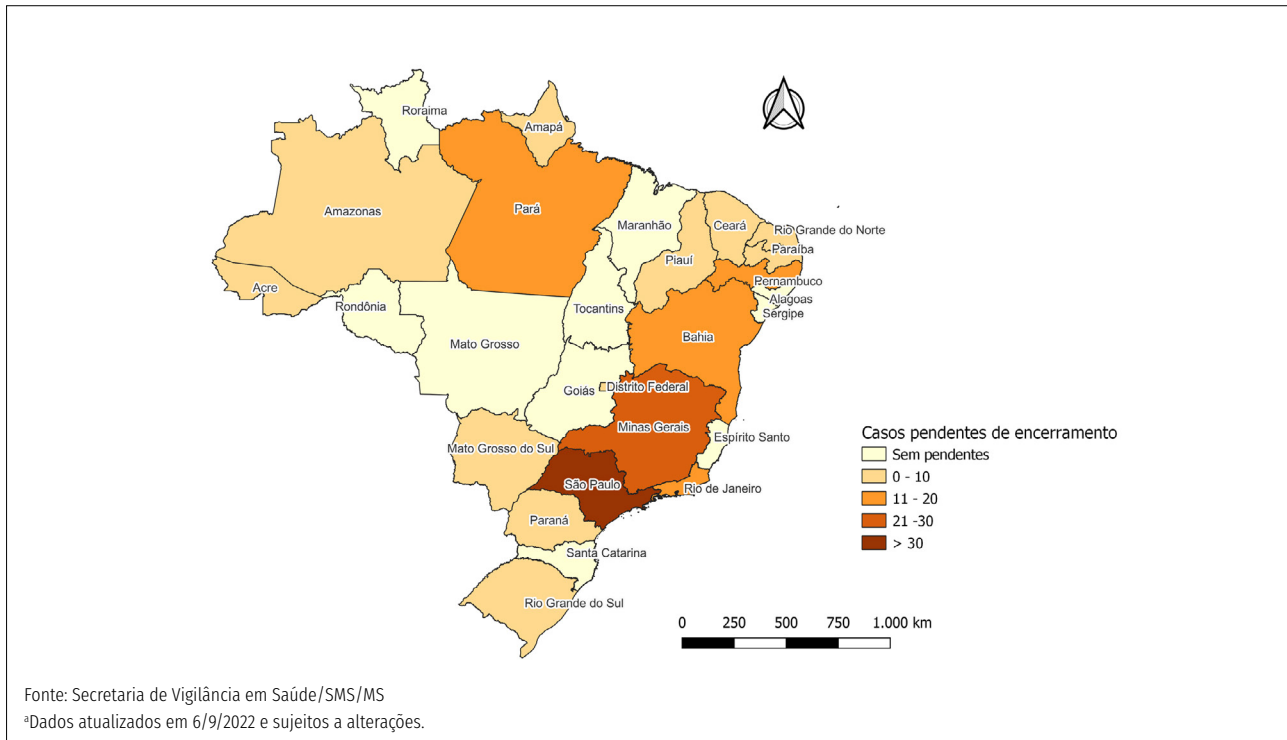 Roraima
Amapá
Amazonas
Pará
Maranhão
Ceará
Rio Grande do Norte
Paraíba
Piauí
Pernambuco
Acre
Rondônia
Tocantins
Alagoas
Sergipe
Mato Grosso
Bahia
Goiás
Distrito Federal
Minas Gerais
Espírito Santo
Mato Grosso do Sul
São Paulo
Rio de Janeiro
Paraná
Santa Catarina
Rio Grande do Sul
Casos pendentes de encerramento
Sem pendentes
0 - 10
11 - 20
21 -30
> 30
0 250 500 750 1.000 km
Fonte: Secretaria de Vigilância em Saúde/SMS/MS
ᵃDados atualizados em 6/9/2022 e sujeitos a alterações.